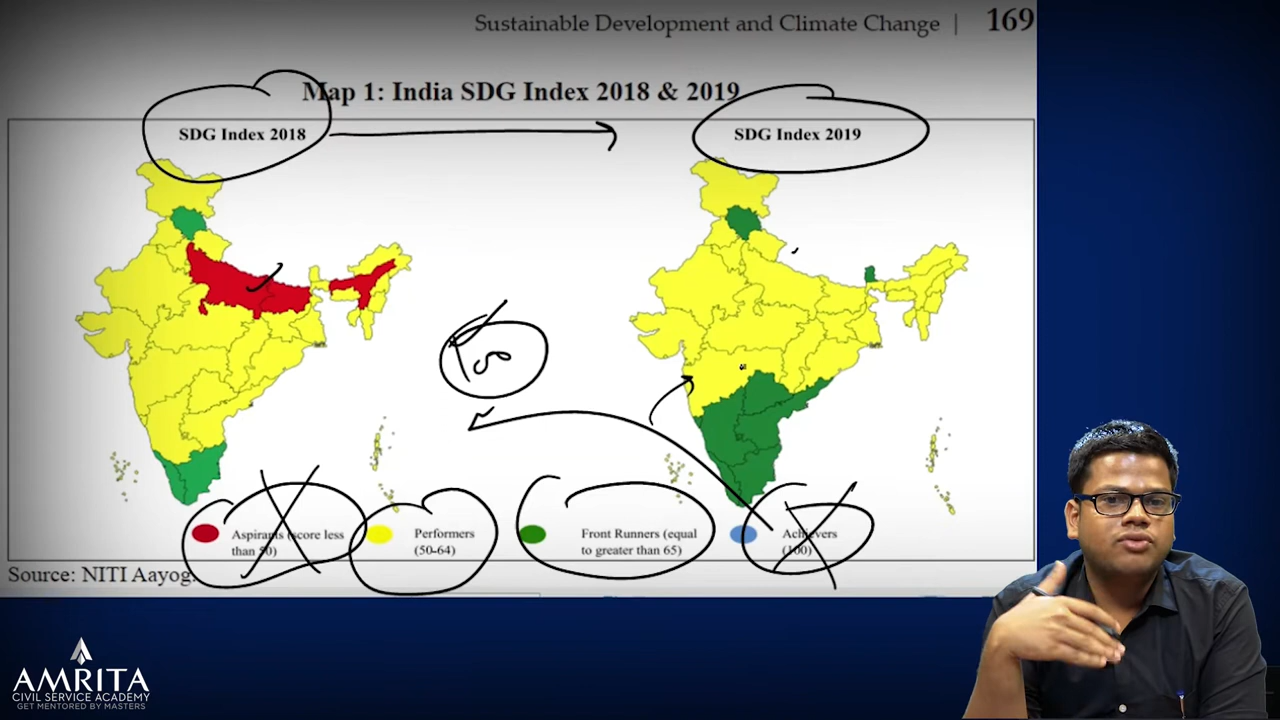 Sustainable Development and Climate Change | 169
Map 1: India SDG Index 2018 & 2019
SDG Index 2018
SDG Index 2019
Aspirants (score less
than 50)
Performers
(50-64)
Front Runners (equal
to greater than 65)
Achievers
(100)
Source: NITI Aayog.
AMRITA
CIVIL SERVICE ACADEMY
GET MENTORED BY MASTERS